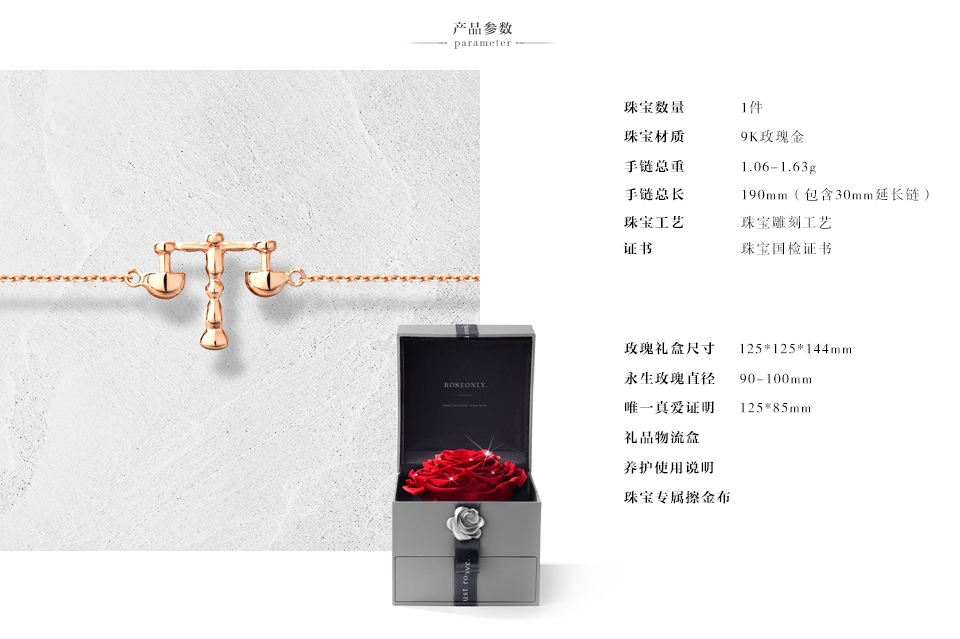 产品参数
parameter
珠宝数量 1件
珠宝材质 9K玫瑰金
手链总重 1.06-1.63g
手链总长 190mm（包含30mm延长链）
珠宝工艺 珠宝雕刻工艺
证书 珠宝国检证书
玫瑰礼盒尺寸 125*125*144mm
永生玫瑰直径 90-100mm
唯一真爱证明 125*85mm
礼品物流盒
养护使用说明
珠宝专属擦金布
ROSEONLY.